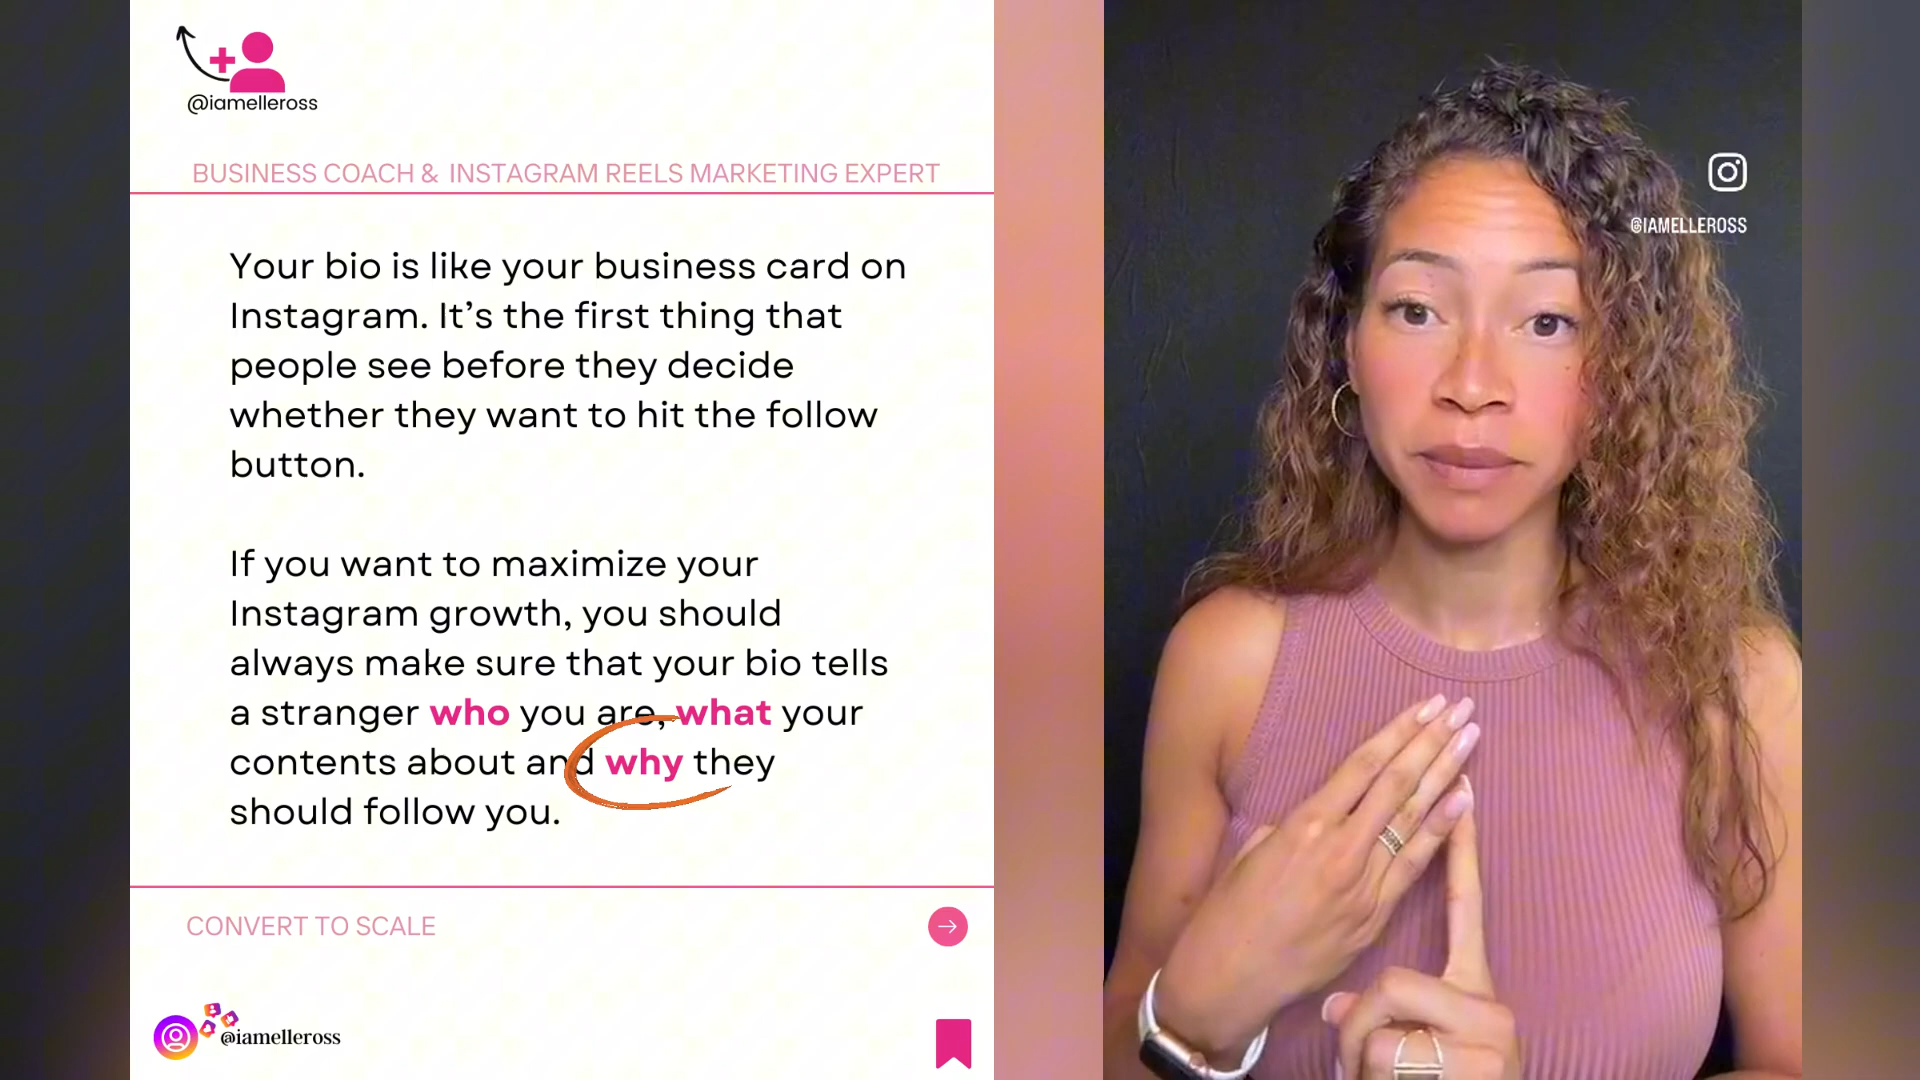 @iamelleross
BUSINESS COACH & INSTAGRAM REELS MARKETING EXPERT
Your bio is like your business card on
Instagram. It’s the first thing that
people see before they decide
whether they want to hit the follow
button.
If you want to maximize your
Instagram growth, you should
always make sure that your bio tells
a stranger who you are, what your
contents about and why they
should follow you.
CONVERT TO SCALE
@iamelleross
@IAMELLEROSS